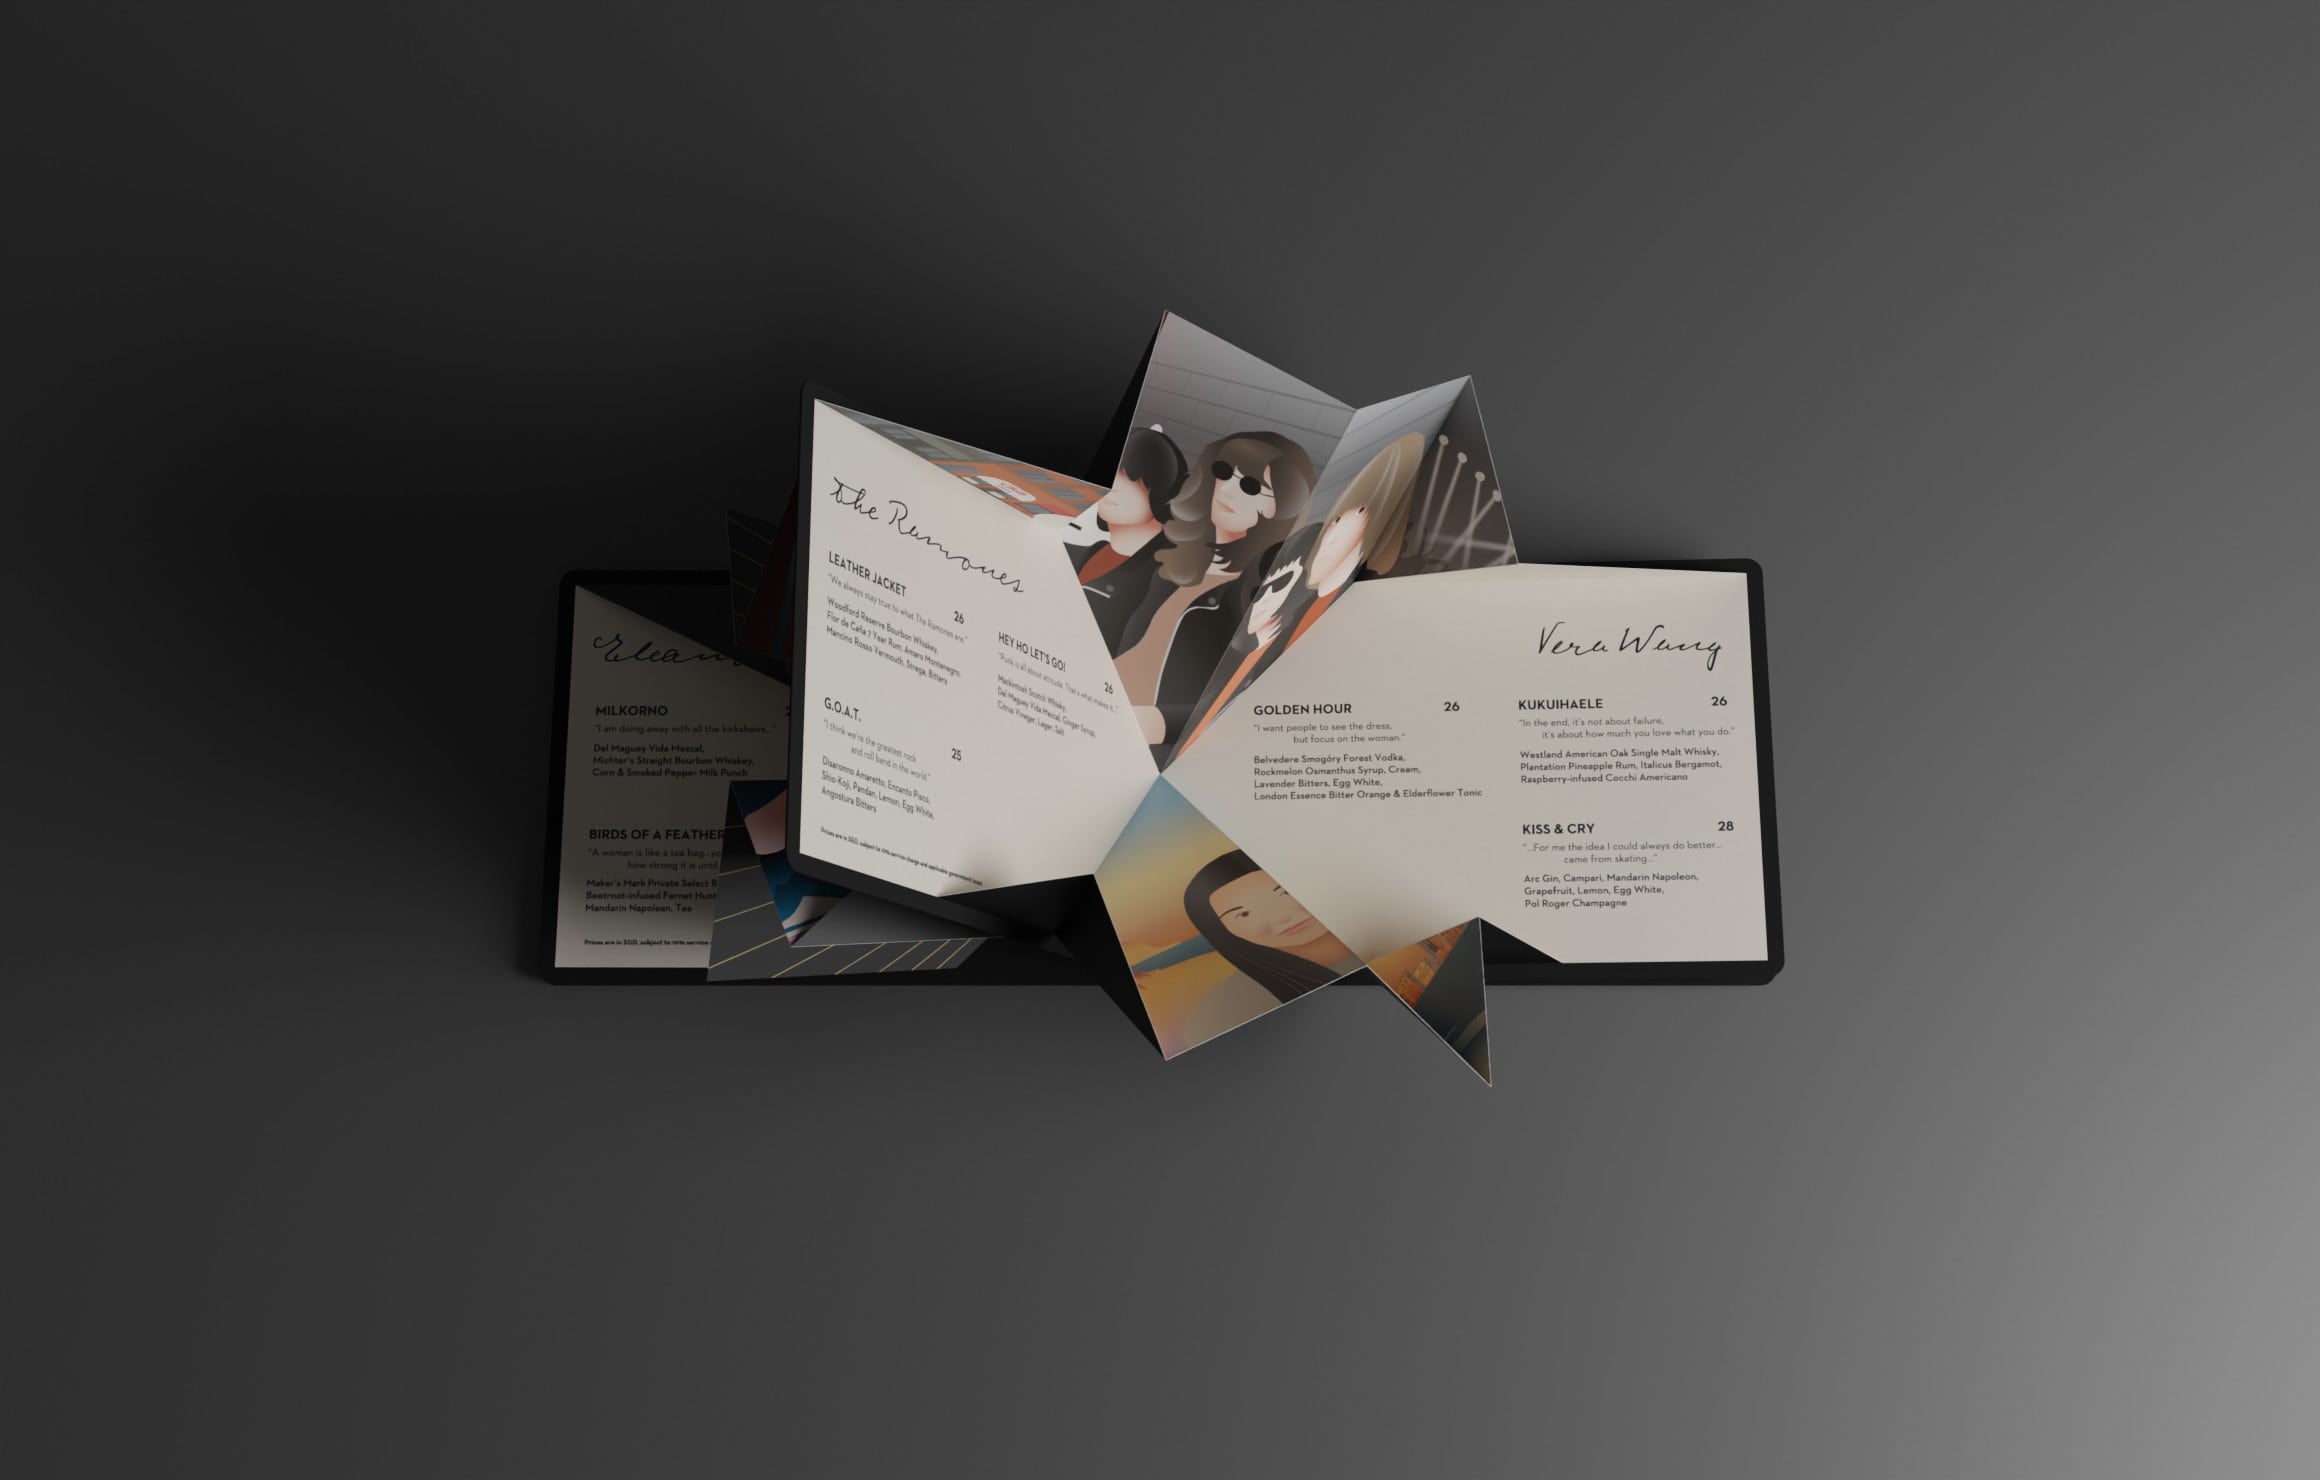 Elean
MILKORNO
"I am doing away with all the kickshaws..."
Del Maguey Vida Mezcal,
Michter's Straight Bourbon Whiskey,
Corn & Smoked Pepper Milk Punch
BIRDS OF A FEATHER
"A woman is like a tea bag...yo
how strong it is until
Maker's Mark Private Select B
Beetroot-infused Fernet Hunt
Mandarin Napolean, Tea
Prices are in SGD, subject to 10% service
The Ramones
LEATHER JACKET 26
"We always stay true to what The Ramones are."
Woodford Reserve Bourbon Whiskey,
Flor de Caña 7 Year Rum, Amaro Montenegro,
Mancino Rosso Vermouth, Strega, Bitters
G.O.A.T. 25
"I think we're the greatest rock
and roll band in the world."
Disaronno Amaretto, Encanto Pisco,
Shio-Koji, Pandan, Lemon, Egg White,
Angostura Bitters
Prices are in SGD, subject to 10% service charge and applicable government taxes.
HEY HO LET'S GO! 26
"Punk is all about attitude. That's what makes it..."
Mackintosh Scotch Whisky,
Del Maguey Vida Mezcal, Ginger Syrup,
Citrus Vinegar, Lager, Salt
GOLDEN HOUR 26
"I want people to see the dress,
but focus on the woman."
Belvedere Smogóry Forest Vodka,
Rockmelon Osmanthus Syrup, Cream,
Lavender Bitters, Egg White,
London Essence Bitter Orange & Elderflower Tonic
Vera Wang
KUKUIHAELE 26
"In the end, it's not about failure,
it's about how much you love what you do."
Westland American Oak Single Malt Whisky,
Plantation Pineapple Rum, Italicus Bergamot,
Raspberry-infused Cocchi Americano
KISS & CRY 28
"...For me the idea I could always do better...
came from skating..."
Arc Gin, Campari, Mandarin Napoleon,
Grapefruit, Lemon, Egg White,
Pol Roger Champagne